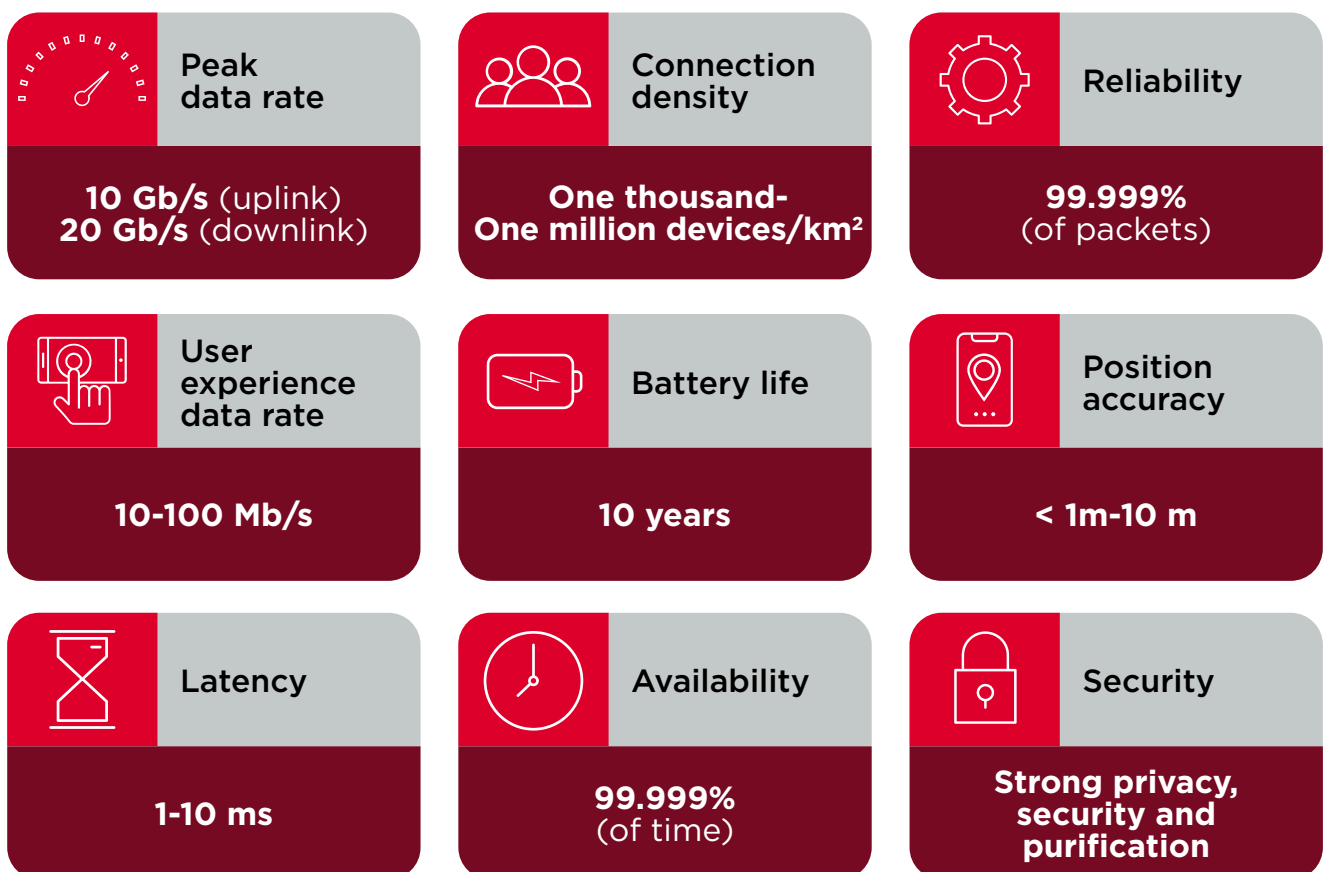 Peak
data rate
10 Gb/s (uplink)
20 Gb/s (downlink)
Connection
density
One thousand-
One million devices/km²
Reliability
99.999%
(of packets)
User
experience
data rate
10-100 Mb/s
Battery life
10 years
Position
accuracy
< 1m-10 m
Latency
1-10 ms
Availability
99.999%
(of time)
Security
Strong privacy,
security and
purification